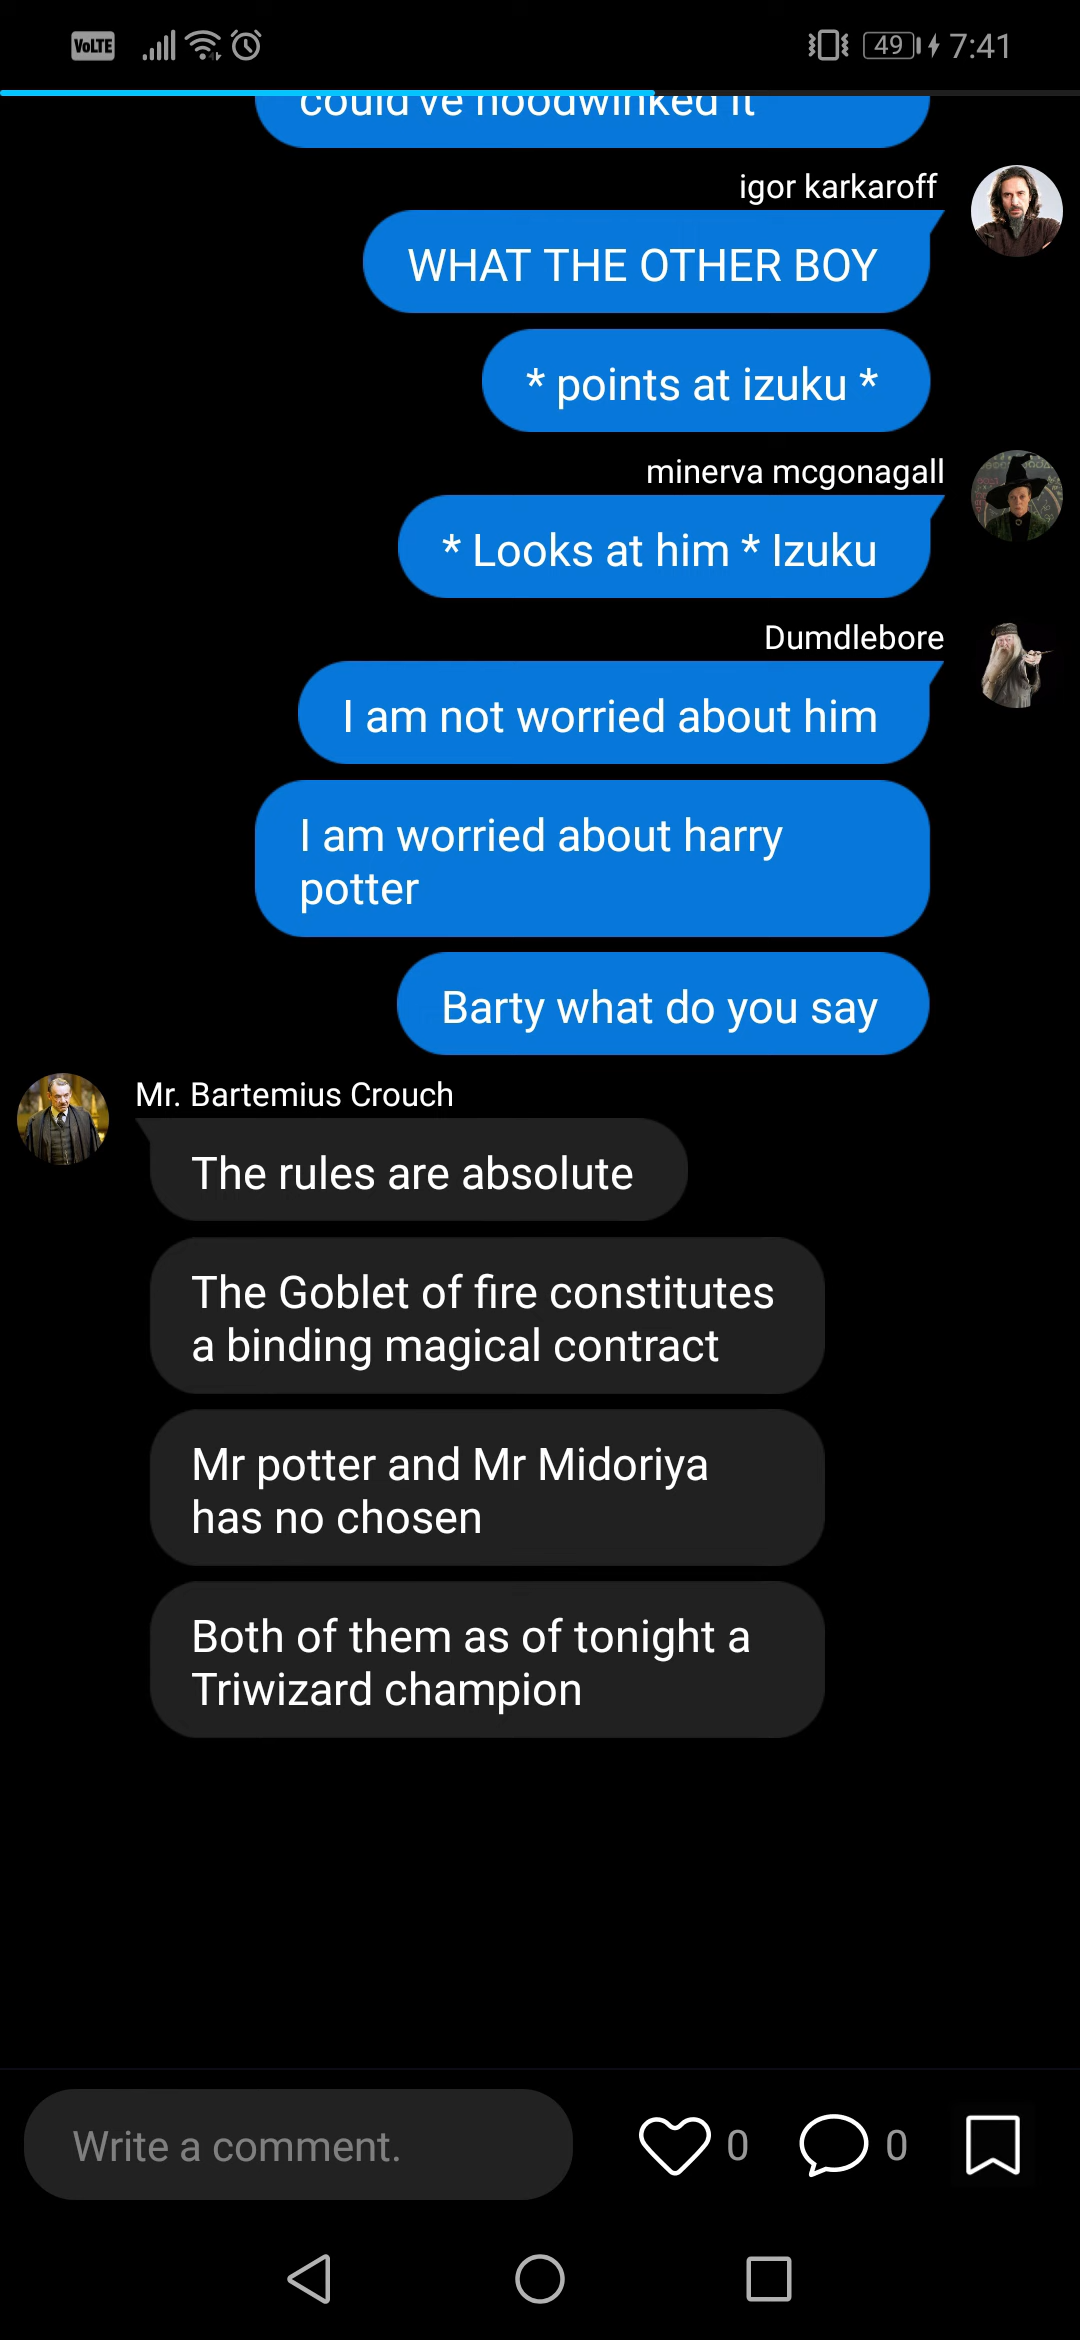 VoLTE 49 7:41
could've hoodwinked it
igor karkaroff
WHAT THE OTHER BOY
* points at izuku *
minerva mcgonagall
* Looks at him * Izuku
Dumdlebore
I am not worried about him
I am worried about harry
potter
Barty what do you say
Mr. Bartemius Crouch
The rules are absolute
The Goblet of fire constitutes
a binding magical contract
Mr potter and Mr Midoriya
has no chosen
Both of them as of tonight a
Triwizard champion
Write a comment. 0 0